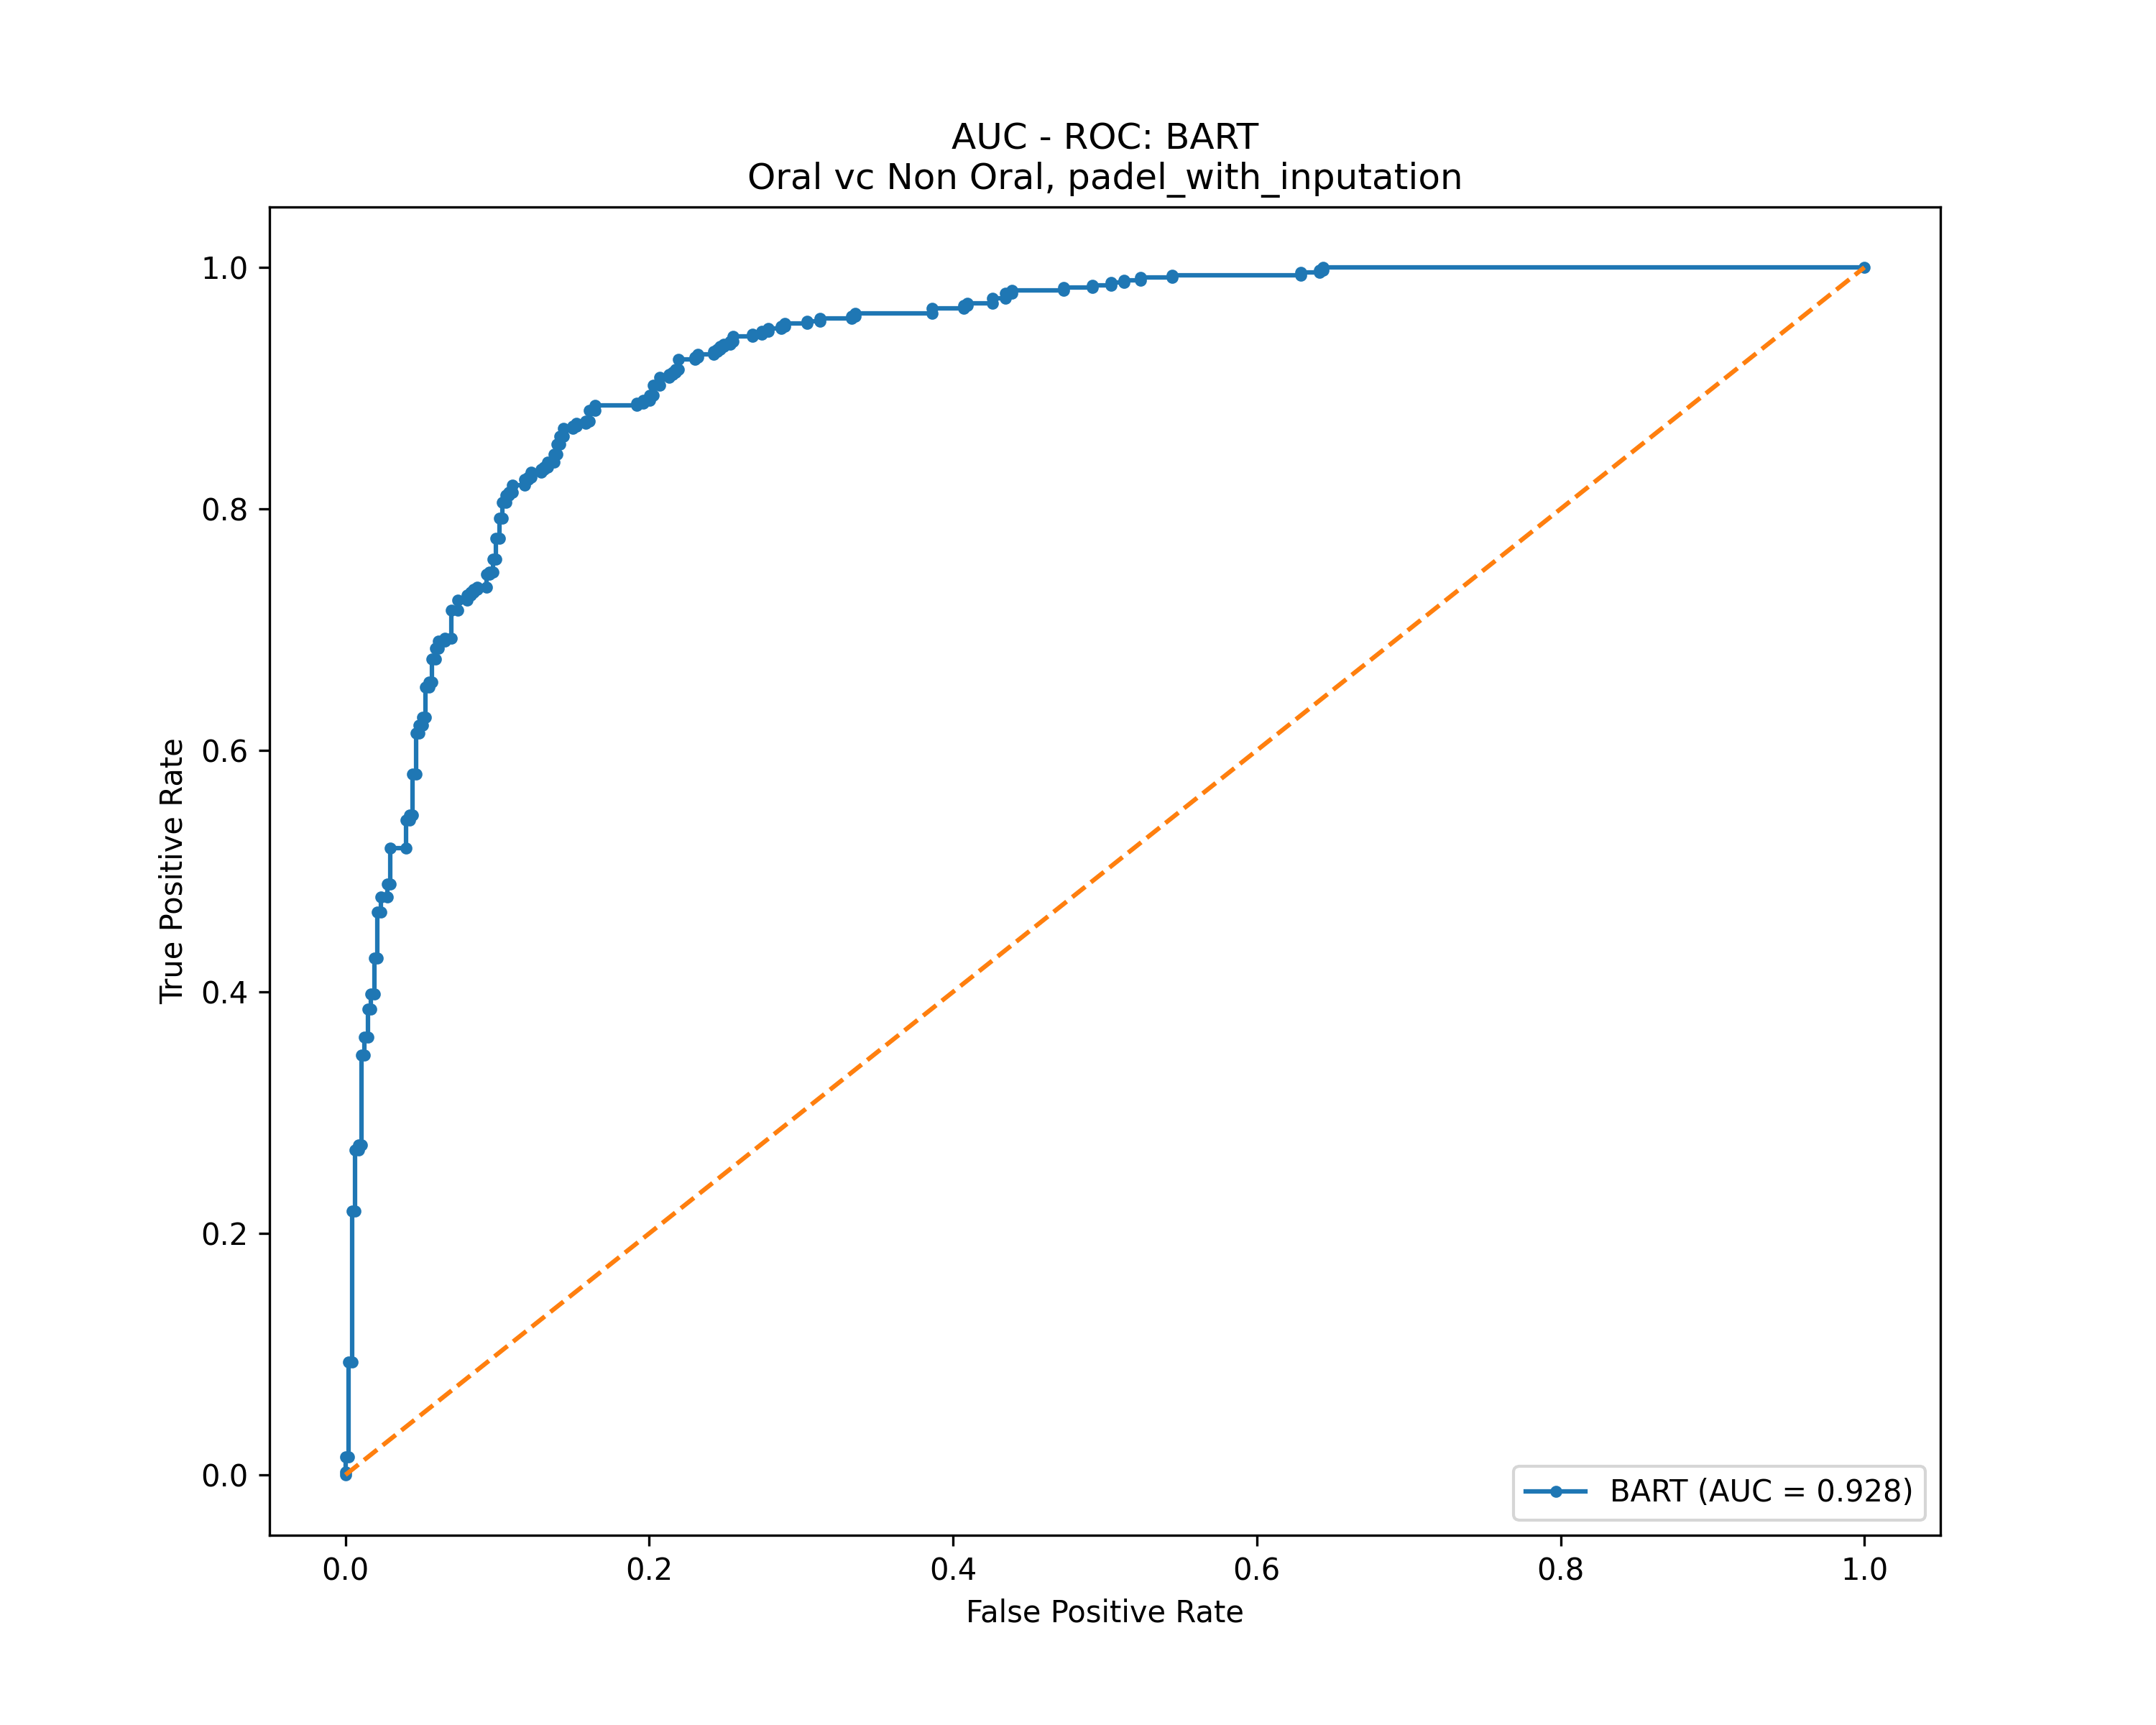 AUC - ROC: BART
Oral vc Non Oral, padel_with_inputation
True Positive Rate
1.0
0.8
0.6
0.4
0.2
0.0
BART (AUC = 0.928)
0.0 0.2 0.4 0.6 0.8 1.0
False Positive Rate